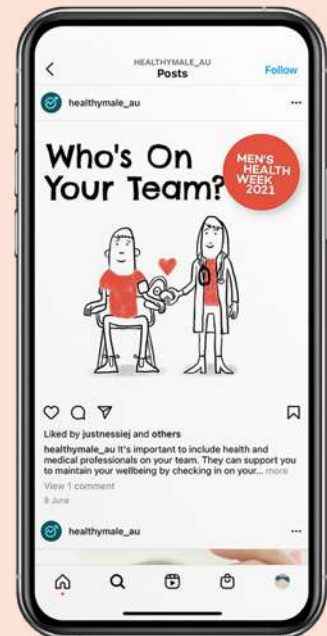 HEALTHYMALE_AU
Posts
Follow
healthymale_au
Who's On
Your Team?
MEN'S
HEALTH
WEEK
2021
Liked by justnessiej and others
healthymale_au It's important to include health and
medical professionals on your team. They can support you
to maintain your wellbeing by checking in on your... more
View 1 comment
9 June
healthymale_au